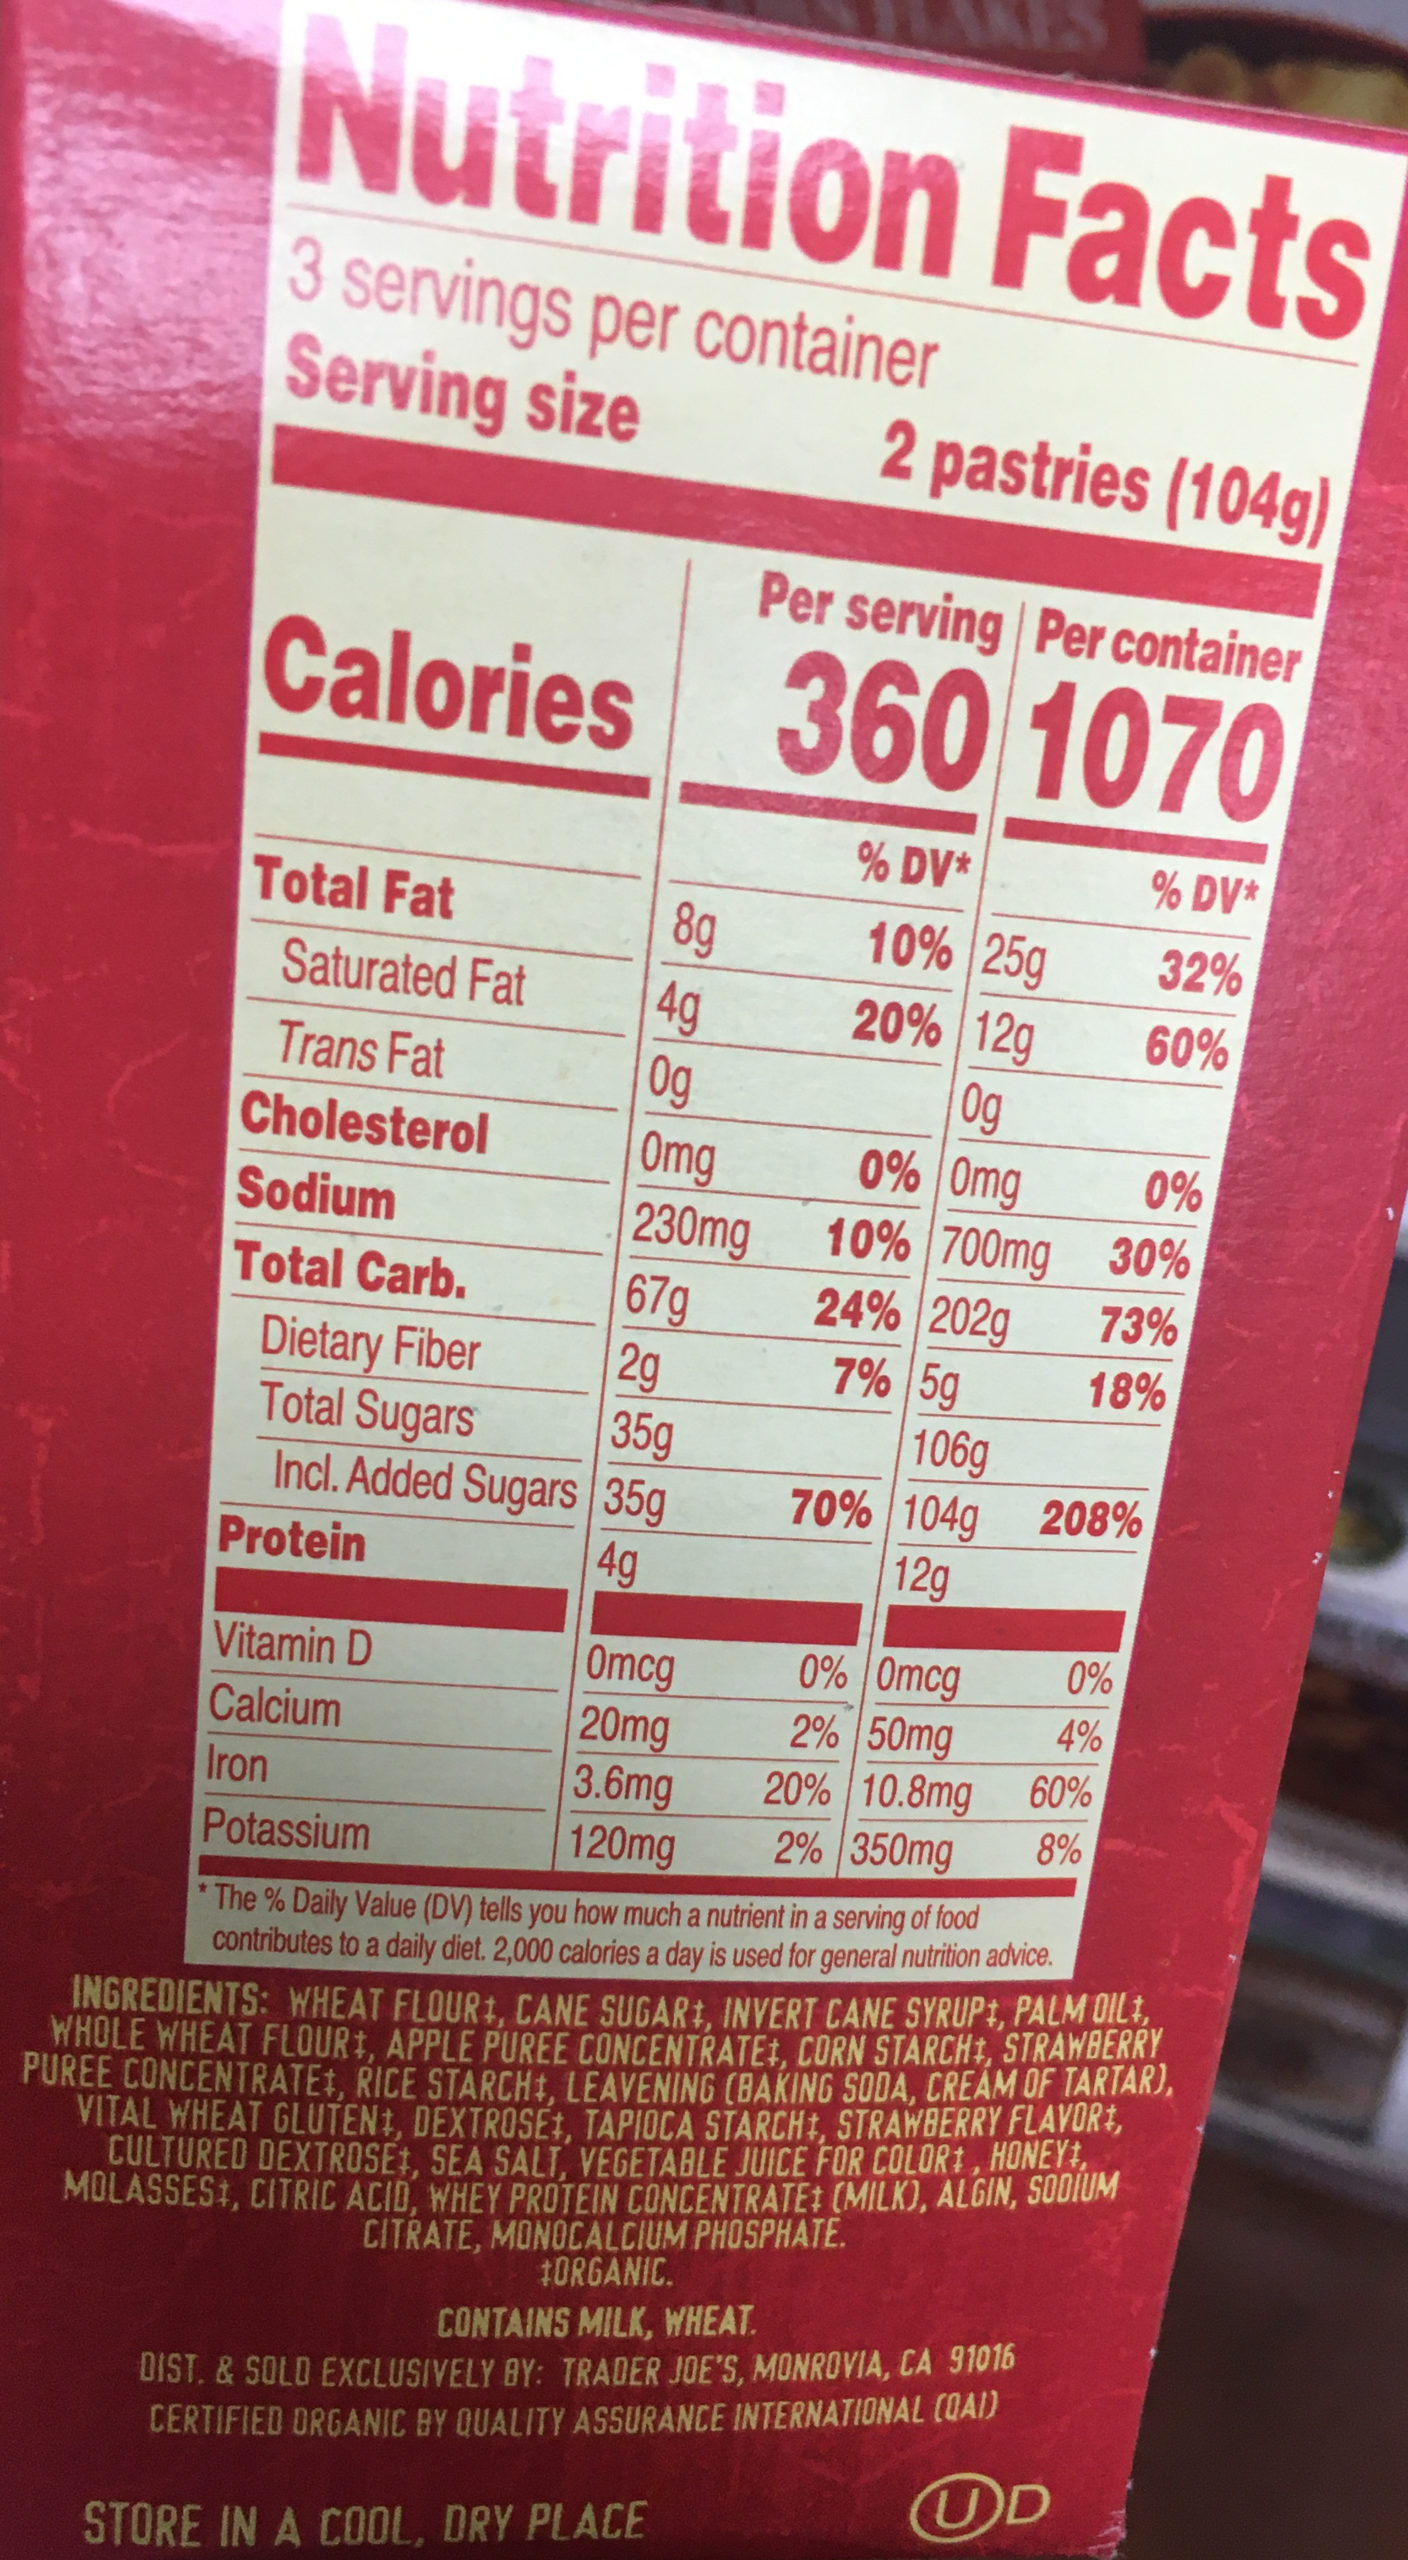 Nutrition Facts
3 servings per container
Serving size 2 pastries (104g)
Per serving Per container
Calories 360 1070
% DV* % DV*
Total Fat 8g 10% 25g 32%
Saturated Fat 4g 20% 12g 60%
Trans Fat 0g 0g
Cholesterol 0mg 0% 0mg 0%
Sodium 230mg 10% 700mg 30%
Total Carb. 67g 24% 202g 73%
Dietary Fiber 2g 7% 5g 18%
Total Sugars 35g 106g
Incl. Added Sugars 35g 70% 104g 208%
Protein 4g 12g
Vitamin D 0mcg 0% 0mcg 0%
Calcium 20mg 2% 50mg 4%
Iron 3.6mg 20% 10.8mg 60%
Potassium 120mg 2% 350mg 8%
* The % Daily Value (DV) tells you how much a nutrient in a serving of food
contributes to a daily diet. 2,000 calories a day is used for general nutrition advice.
INGREDIENTS: WHEAT FLOUR‡, CANE SUGAR‡, INVERT CANE SYRUP‡, PALM OIL‡,
WHOLE WHEAT FLOUR‡, APPLE PUREE CONCENTRATE‡, CORN STARCH‡, STRAWBERRY
PUREE CONCENTRATE‡, RICE STARCH‡, LEAVENING (BAKING SODA, CREAM OF TARTAR),
VITAL WHEAT GLUTEN‡, DEXTROSE‡, TAPIOCA STARCH‡, STRAWBERRY FLAVOR‡,
CULTURED DEXTROSE‡, SEA SALT, VEGETABLE JUICE FOR COLOR‡ , HONEY‡,
MOLASSES‡, CITRIC ACID, WHEY PROTEIN CONCENTRATE‡ (MILK), ALGIN, SODIUM
CITRATE, MONOCALCIUM PHOSPHATE.
‡ORGANIC.
CONTAINS MILK, WHEAT.
DIST. & SOLD EXCLUSIVELY BY: TRADER JOE'S, MONROVIA, CA 91016
CERTIFIED ORGANIC BY QUALITY ASSURANCE INTERNATIONAL (QAI)
STORE IN A COOL, DRY PLACE
U D